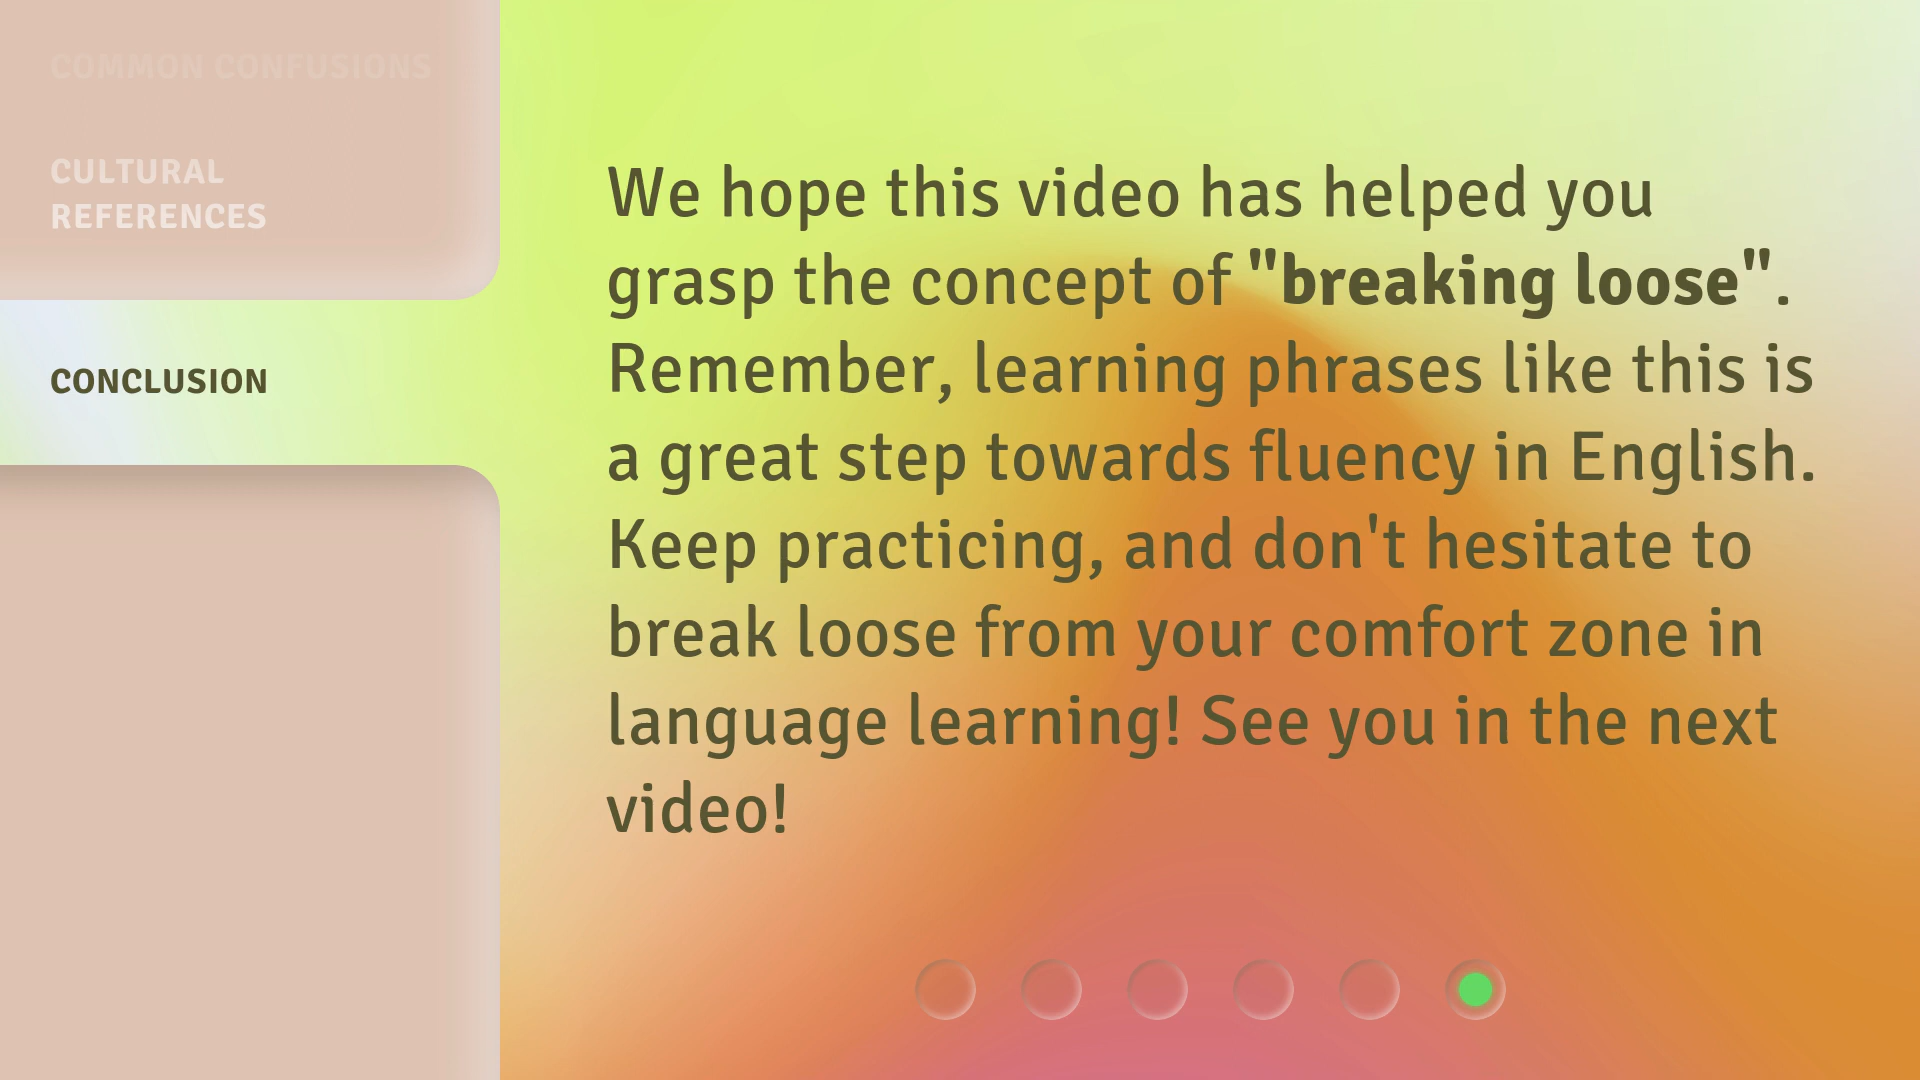 COMMON CONFUSIONS
CULTURAL
REFERENCES
CONCLUSION
We hope this video has helped you
grasp the concept of "breaking loose".
Remember, learning phrases like this is
a great step towards fluency in English.
Keep practicing, and don't hesitate to
break loose from your comfort zone in
language learning! See you in the next
video!